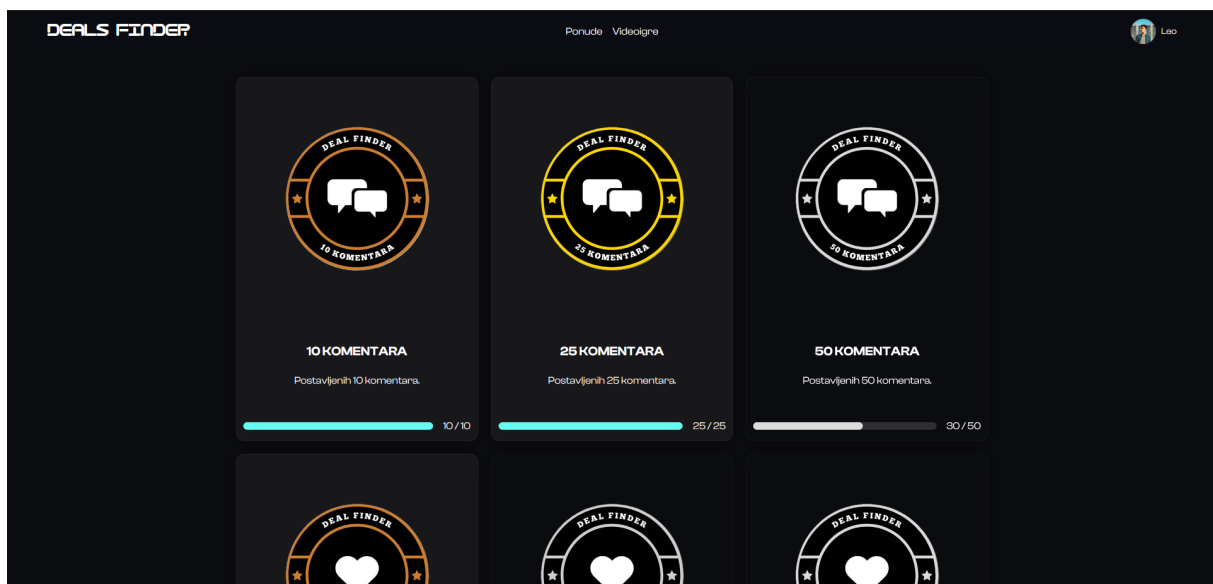 DEALS FINDER
Ponude Videoigre
Leo
DEAL FINDER
10 KOMENTARA
DEAL FINDER
25 KOMENTARA
DEAL FINDER
50 KOMENTARA
10 KOMENTARA
25 KOMENTARA
50 KOMENTARA
Postavljenih 10 komentara.
Postavljenih 25 komentara.
Postavljenih 50 komentara.
10 / 10
25 / 25
30 / 50
DEAL FINDER
DEAL FINDER
DEAL FINDER